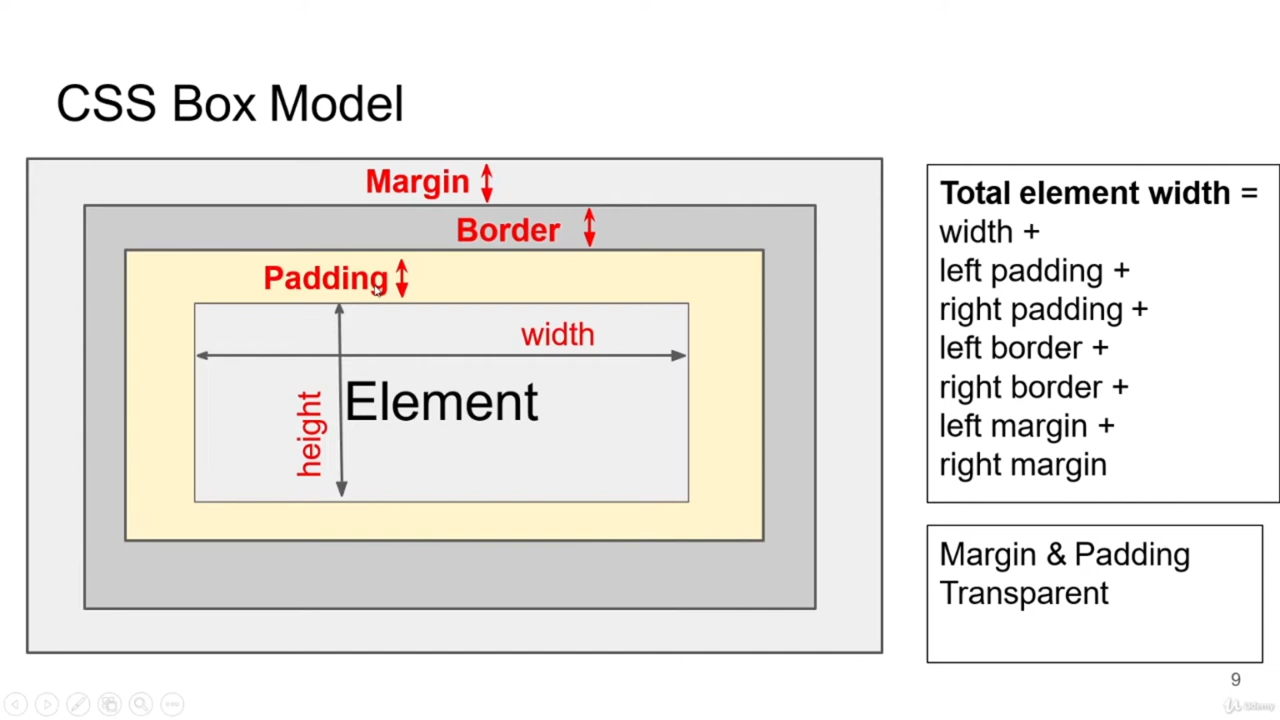 CSS Box Model
Margin
Border
Padding
width
height
Element
Total element width =
width +
left padding +
right padding +
left border +
right border +
left margin +
right margin
Margin & Padding
Transparent
9
Udemy